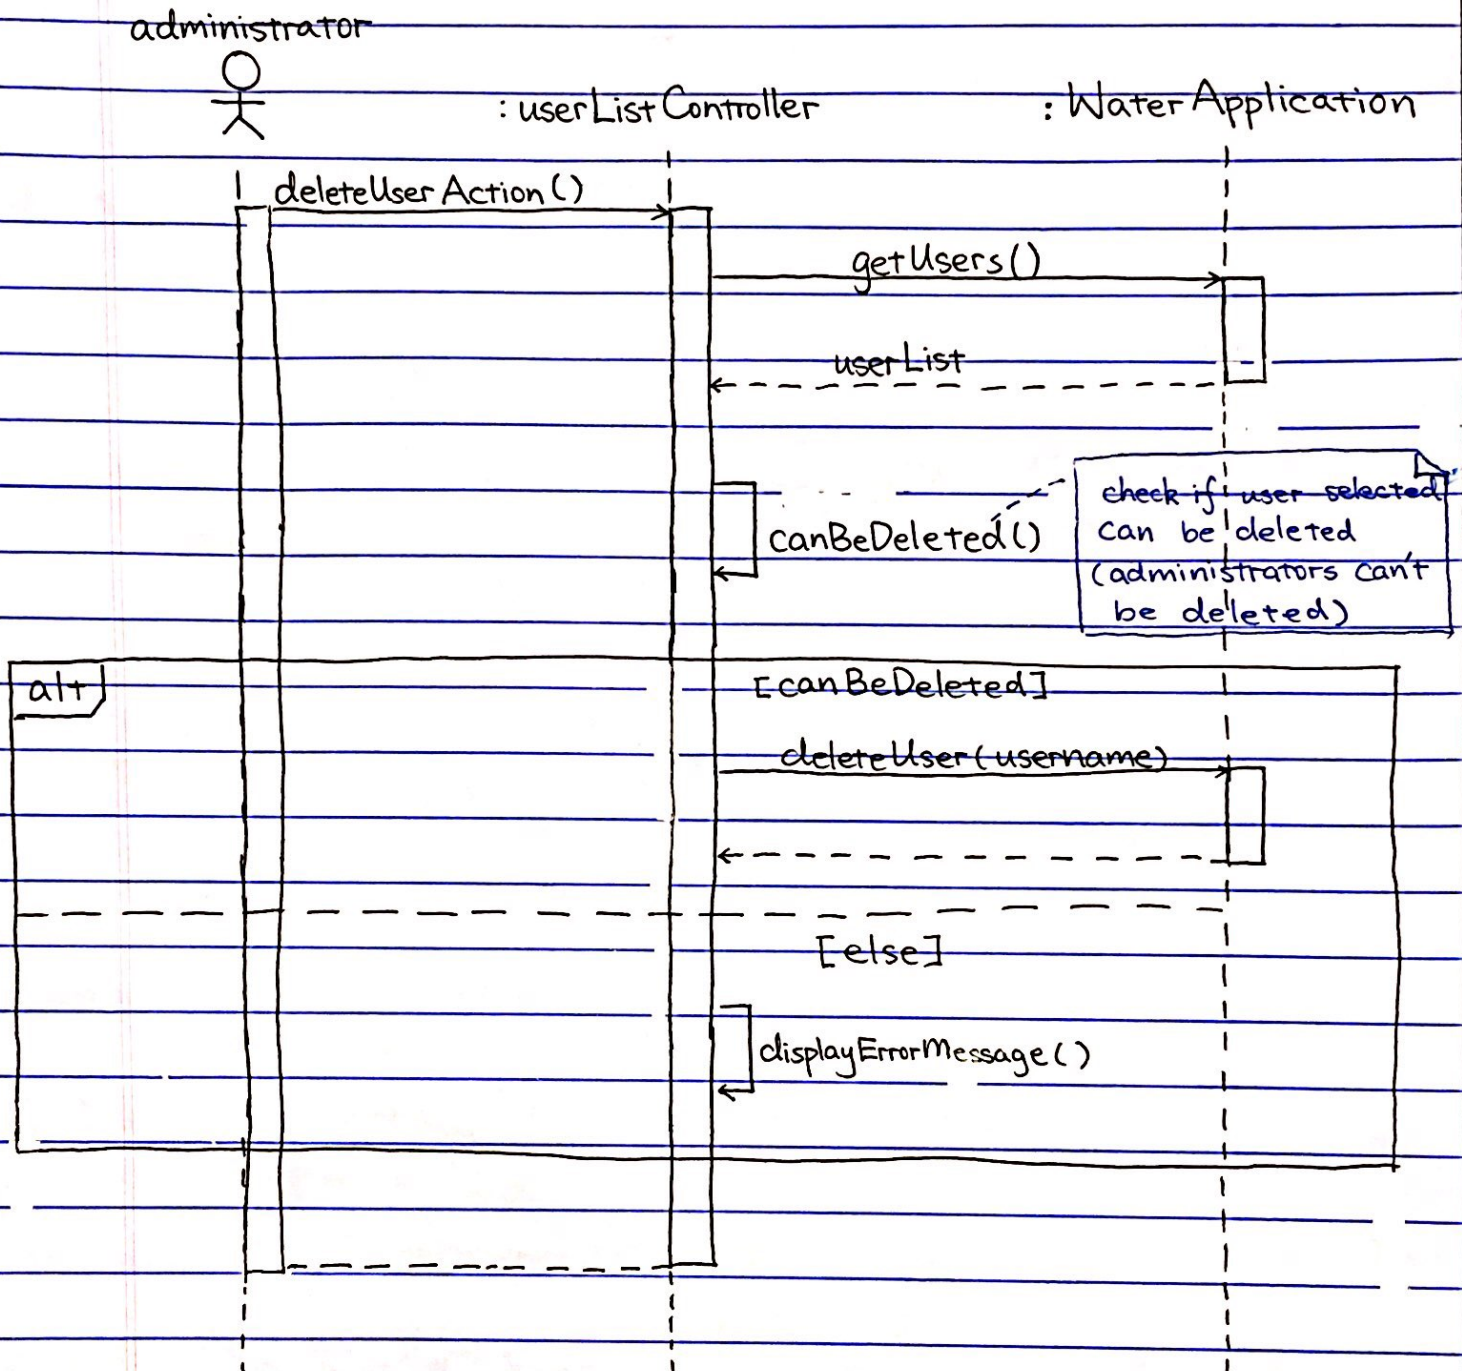 administrator
: userListController
: WaterApplication
deleteUserAction()
getUsers()
userList
canBeDeleted()
check if user selected
can be deleted
(administrators can't
be deleted)
alt
[canBeDeleted]
deleteUser(username)
[else]
displayErrorMessage()